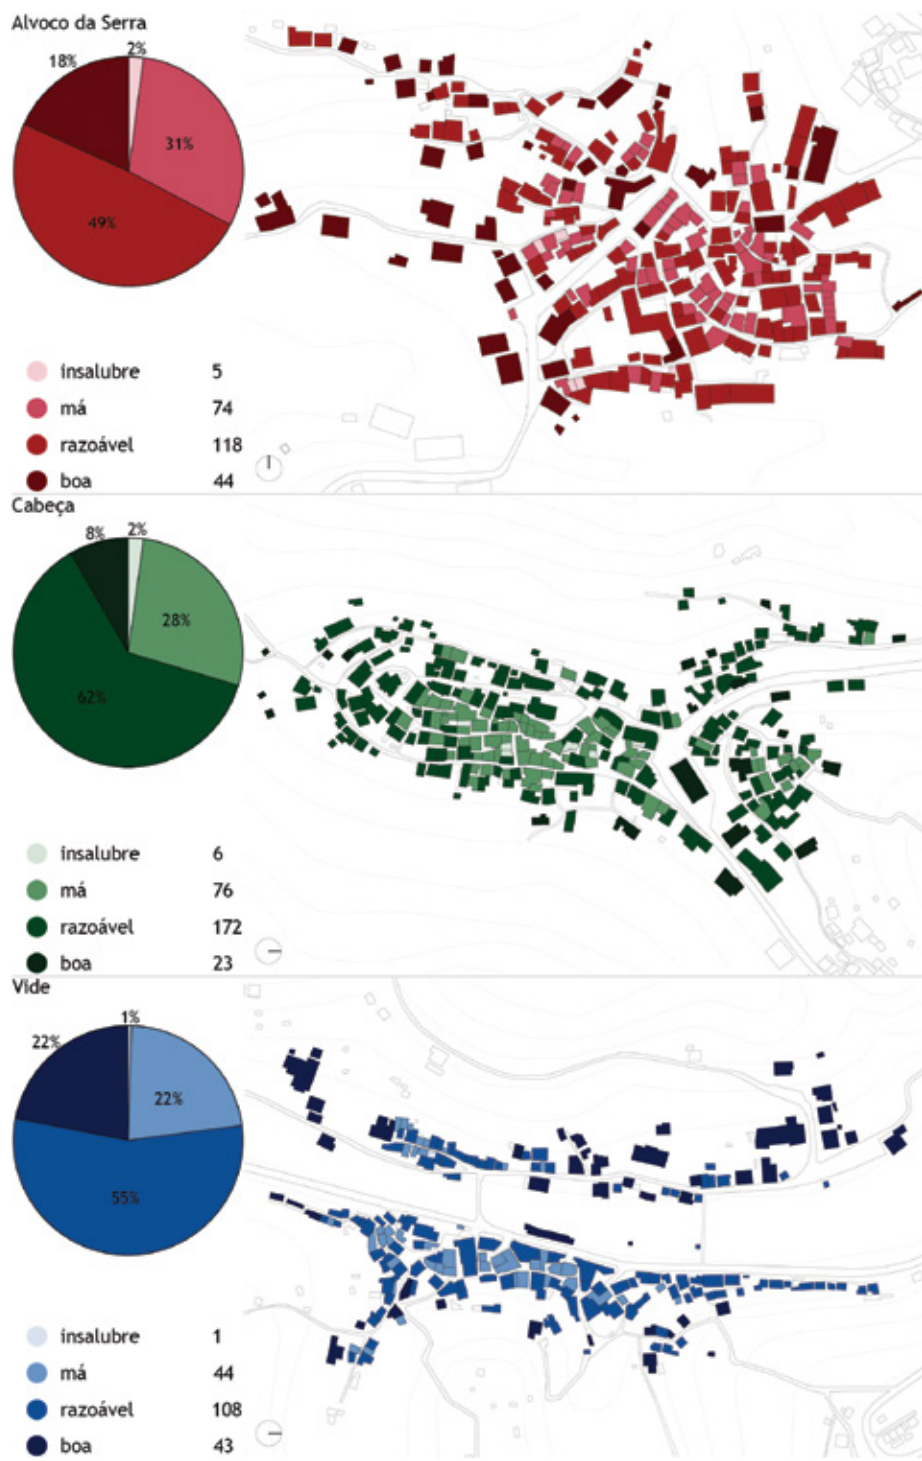 Alvoco da Serra
2%
18%
31%
49%
insalubre 5
má 74
razoável 118
boa 44
Cabeça
8% 2%
28%
62%
insalubre 6
má 76
razoável 172
boa 23
Vide
1%
22%
22%
55%
insalubre 1
má 44
razoável 108
boa 43